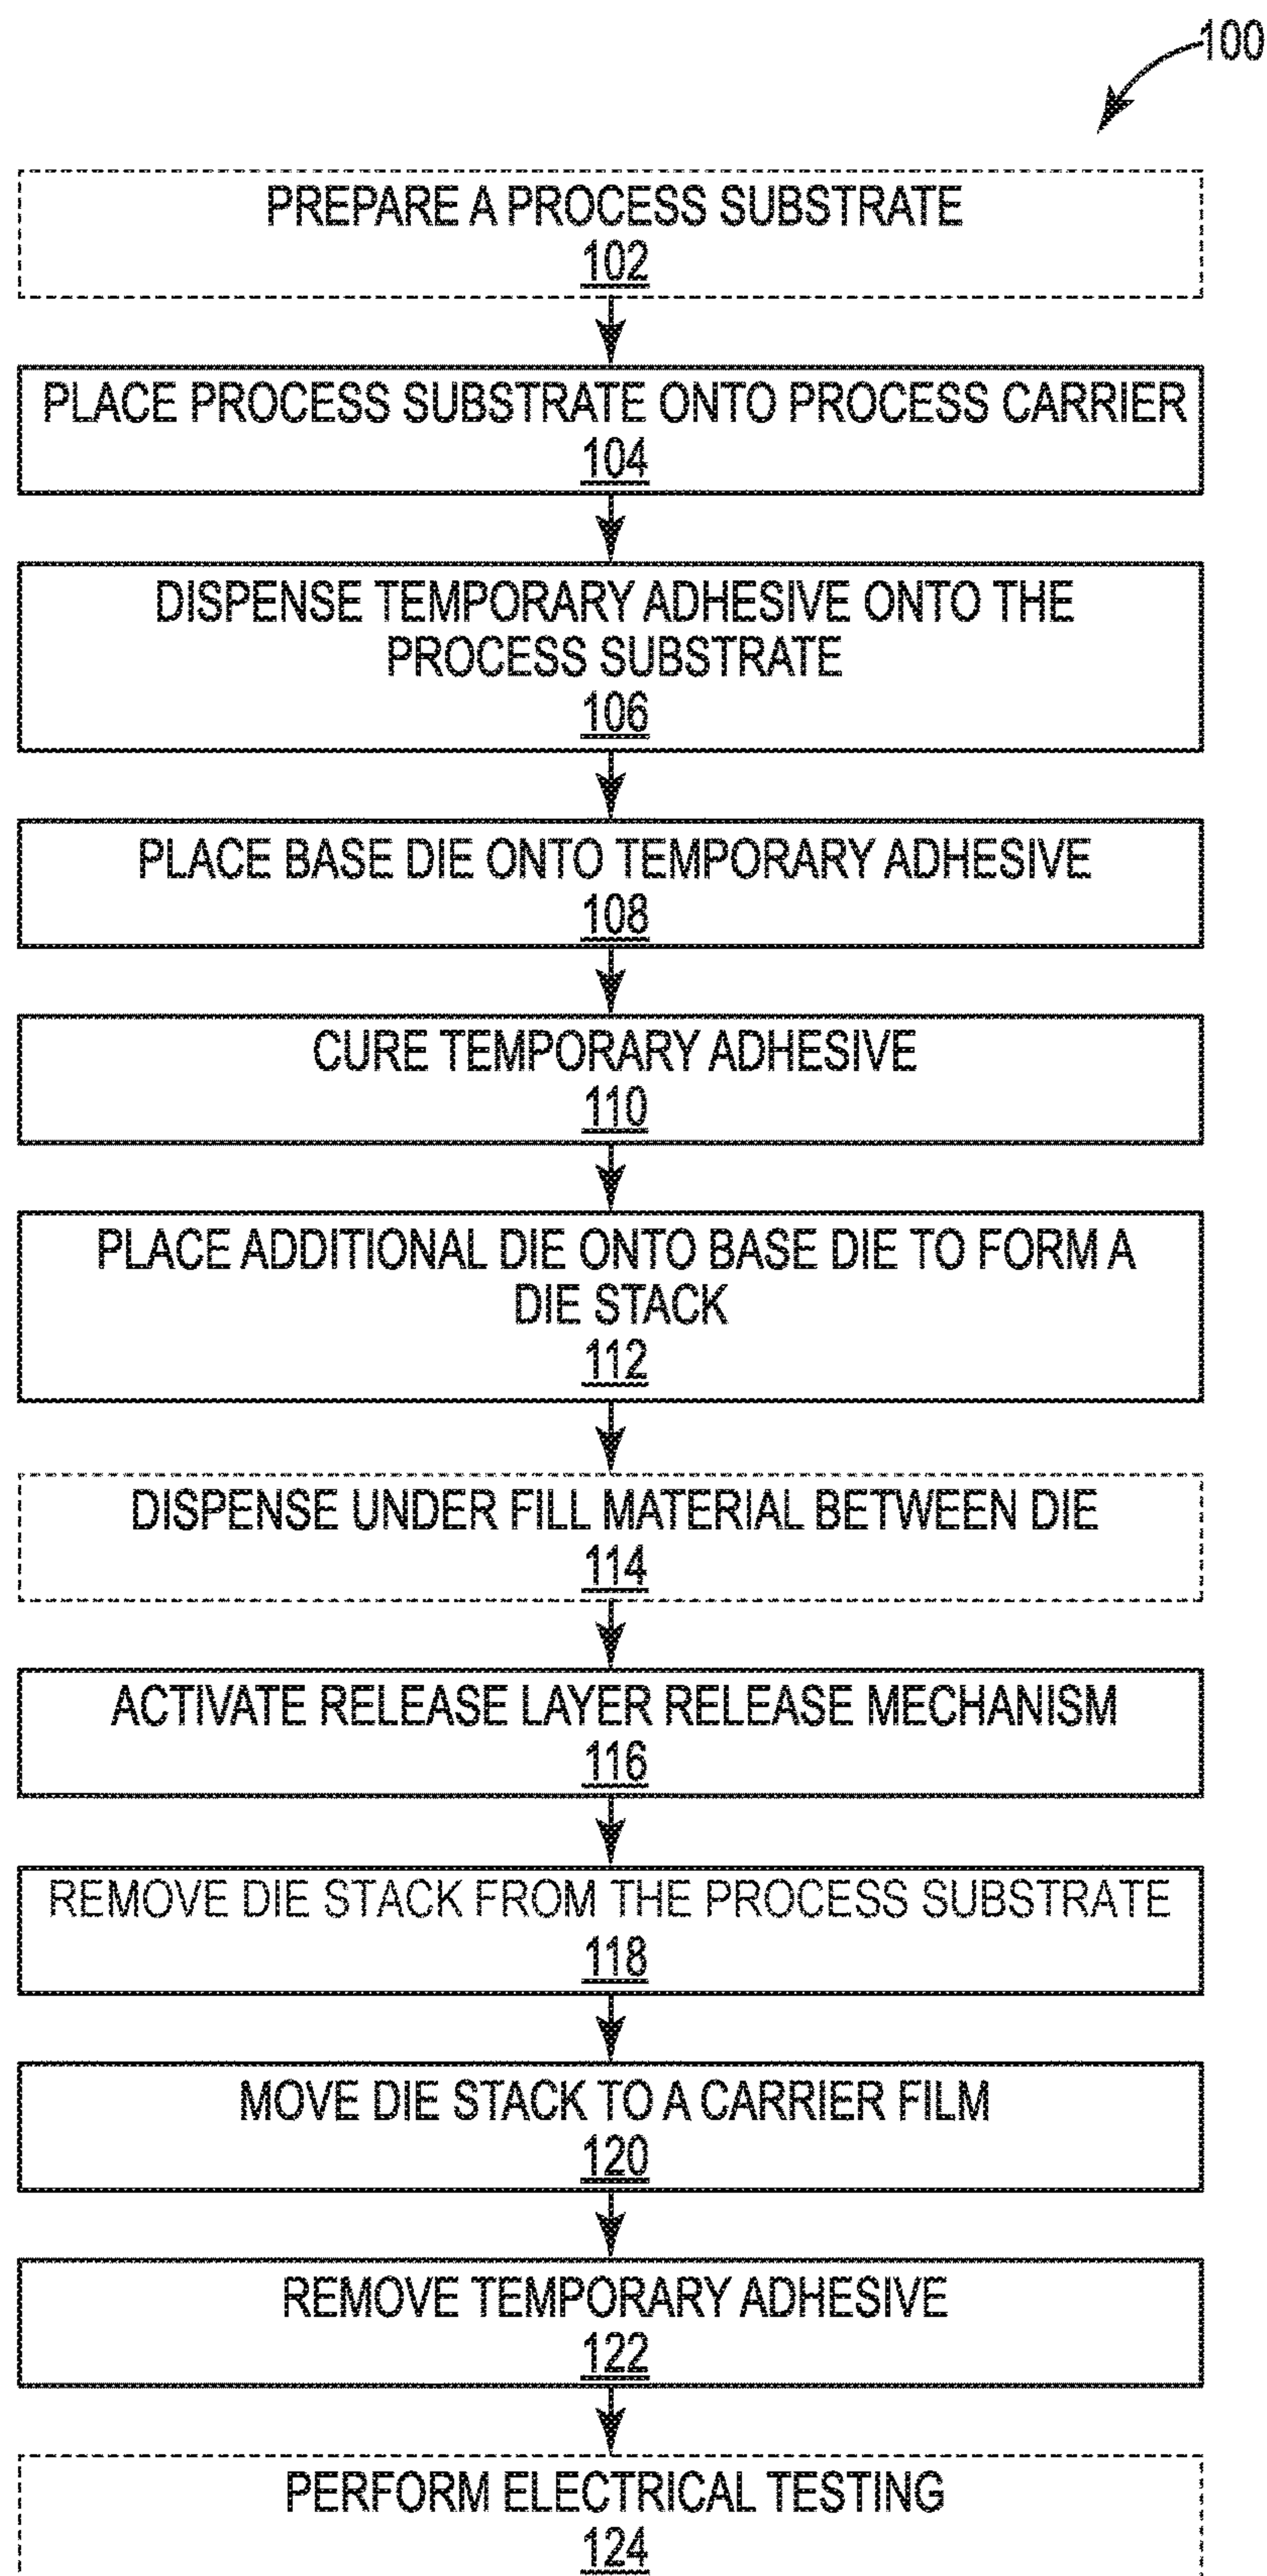 100
PREPARE A PROCESS SUBSTRATE
102
PLACE PROCESS SUBSTRATE ONTO PROCESS CARRIER
104
DISPENSE TEMPORARY ADHESIVE ONTO THE
PROCESS SUBSTRATE
106
PLACE BASE DIE ONTO TEMPORARY ADHESIVE
108
CURE TEMPORARY ADHESIVE
110
PLACE ADDITIONAL DIE ONTO BASE DIE TO FORM A
DIE STACK
112
DISPENSE UNDER FILL MATERIAL BETWEEN DIE
114
ACTIVATE RELEASE LAYER RELEASE MECHANISM
116
REMOVE DIE STACK FROM THE PROCESS SUBSTRATE
118
MOVE DIE STACK TO A CARRIER FILM
120
REMOVE TEMPORARY ADHESIVE
122
PERFORM ELECTRICAL TESTING
124